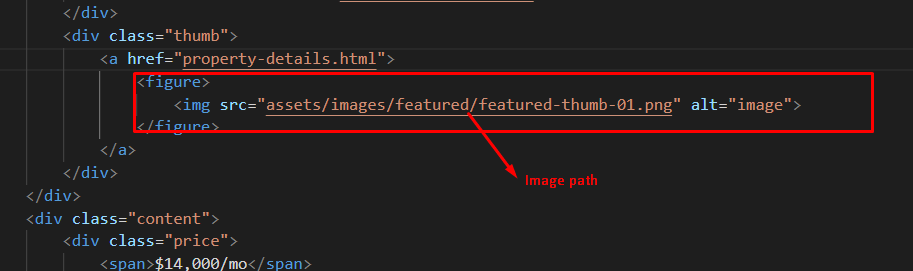 </div>
<div class="thumb">
<a href="property-details.html">
<figure>
<img src="assets/images/featured/featured-thumb-01.png" alt="image">
</figure>
</a>
</div>
Image path
</div>
<div class="content">
<div class="price">
<span>$14,000/mo</span>